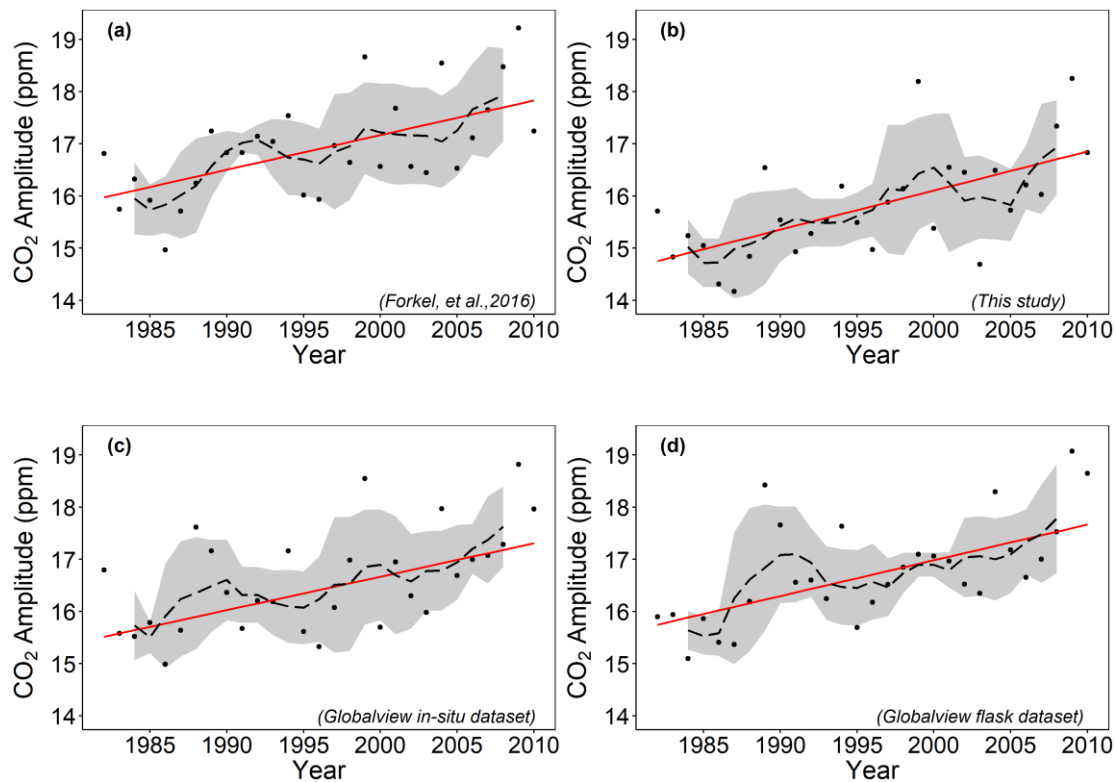 (a)
CO2 Amplitude (ppm)
19
18
17
16
15
14
(Forkel, et al.,2016)
1985 1990 1995 2000 2005 2010
Year
(b)
CO2 Amplitude (ppm)
19
18
17
16
15
14
(This study)
1985 1990 1995 2000 2005 2010
Year
(c)
CO2 Amplitude (ppm)
19
18
17
16
15
14
(Globalview in-situ dataset)
1985 1990 1995 2000 2005 2010
Year
(d)
CO2 Amplitude (ppm)
19
18
17
16
15
14
(Globalview flask dataset)
1985 1990 1995 2000 2005 2010
Year